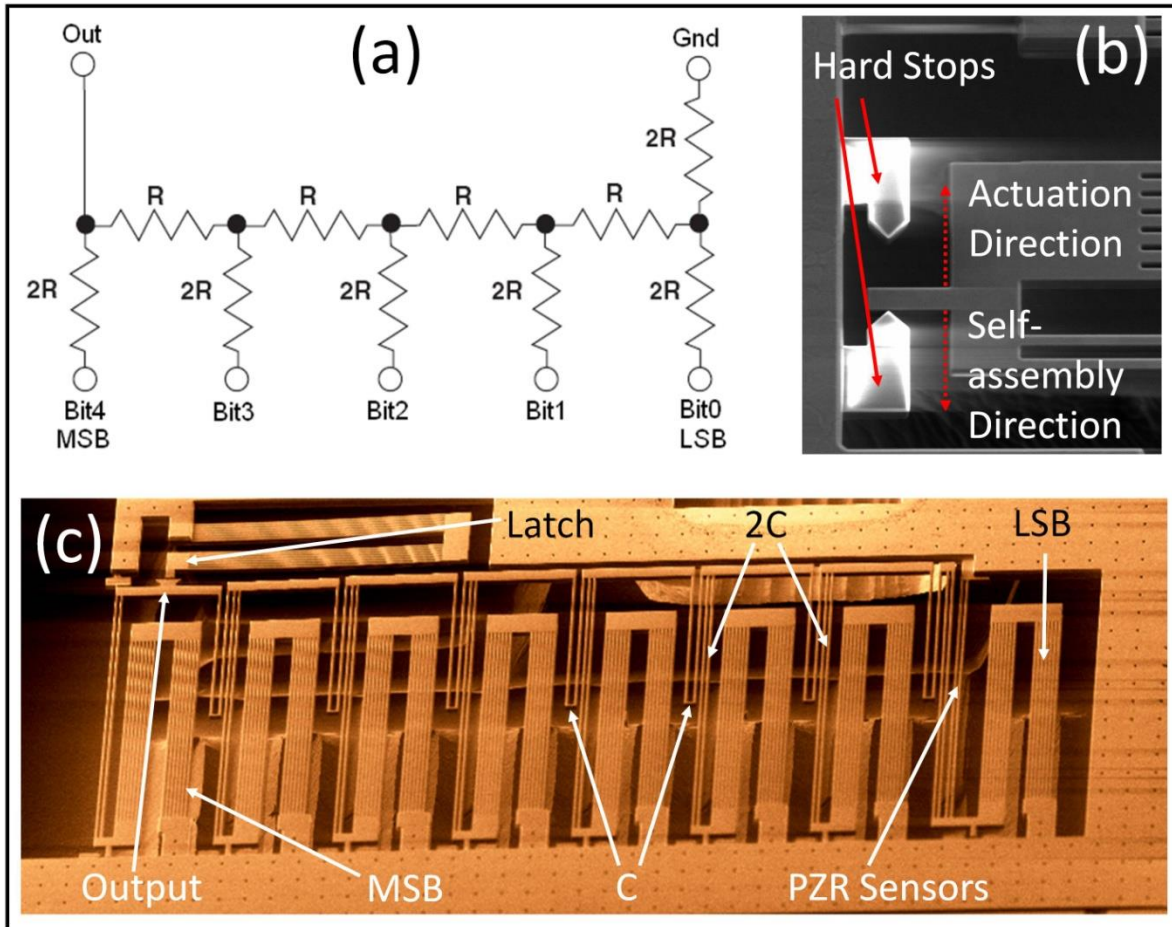 (a)
Out
Gnd
2R
R
R
R
R
2R
2R
2R
2R
2R
Bit4
MSB
Bit3
Bit2
Bit1
Bit0
LSB
(b)
Hard Stops
Actuation
Direction
Self-
assembly
Direction
(c)
Latch
2C
LSB
Output
MSB
C
PZR Sensors